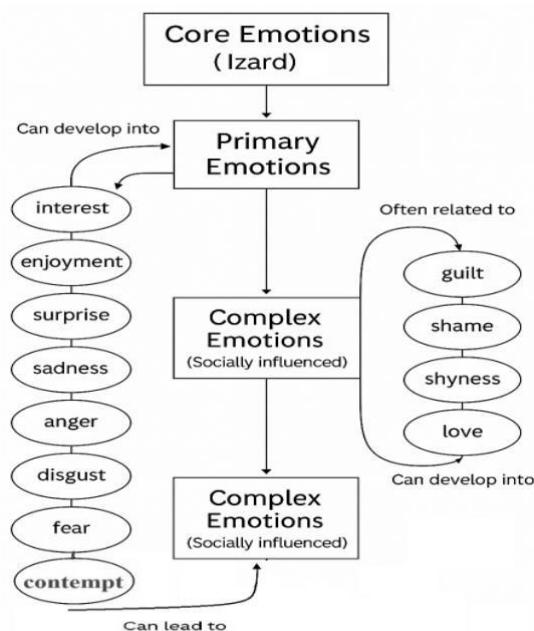 Core Emotions
(Izard)
Can develop into
Primary
Emotions
interest
enjoyment
surprise
sadness
anger
disgust
fear
contempt
Often related to
guilt
shame
shyness
love
Can develop into
Complex
Emotions
(Socially influenced)
Complex
Emotions
(Socially influenced)
Can lead to